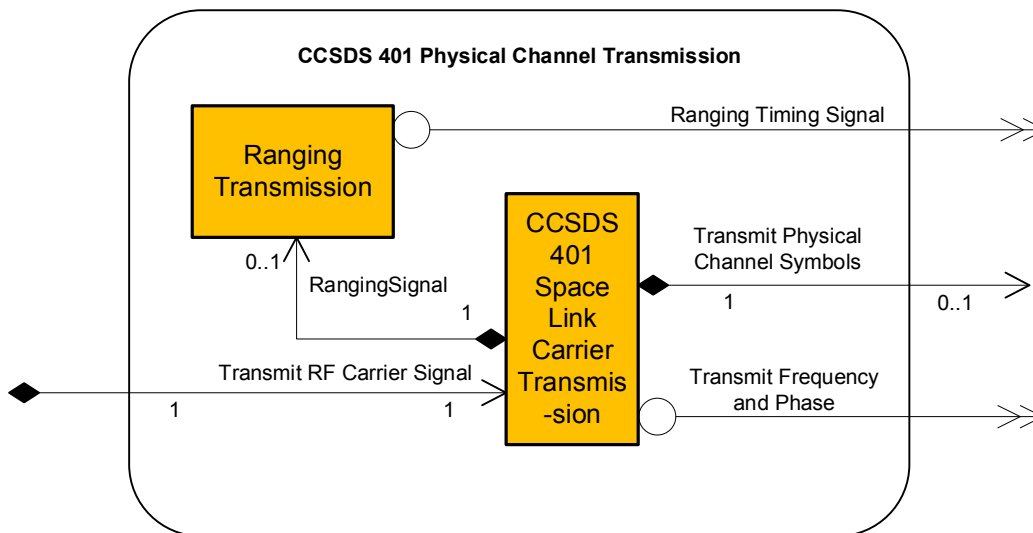 CCSDS 401 Physical Channel Transmission
Ranging Timing Signal
Ranging
Transmission
CCSDS
401
Space
Link
Carrier
Transmis
-sion
Transmit Physical
Channel Symbols
0..1
RangingSignal
1
1
0..1
Transmit RF Carrier Signal
1
1
Transmit Frequency
and Phase